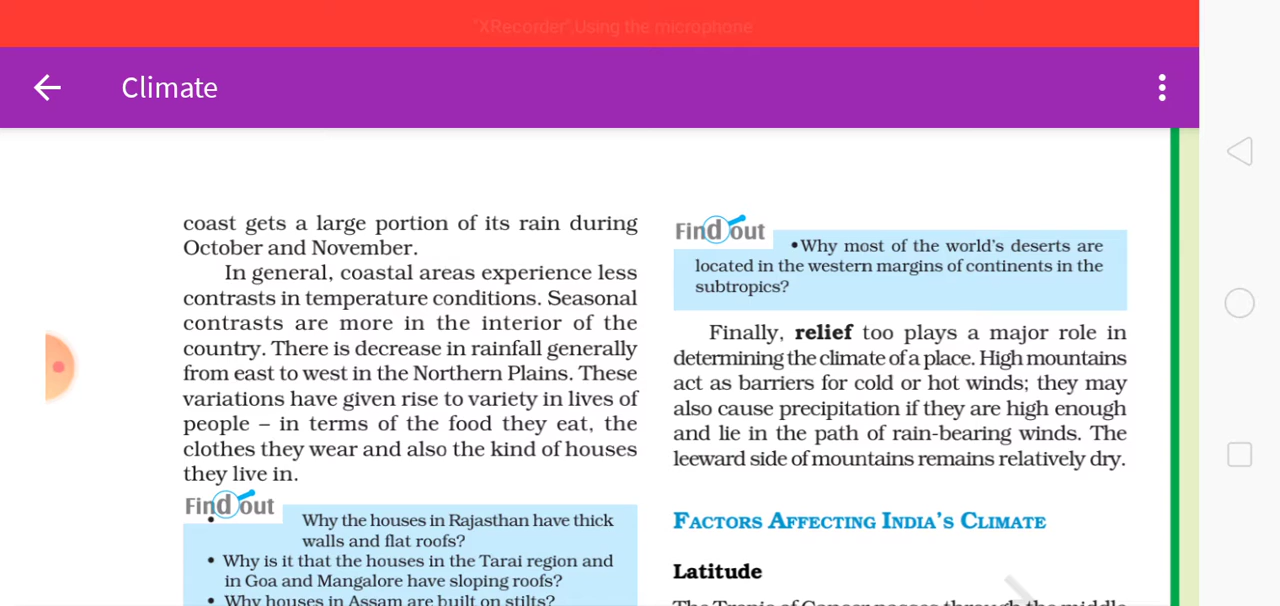 "XRecorder" Using the microphone
Climate
coast gets a large portion of its rain during
October and November.
In general, coastal areas experience less
contrasts in temperature conditions. Seasonal
contrasts are more in the interior of the
country. There is decrease in rainfall generally
from east to west in the Northern Plains. These
variations have given rise to variety in lives of
people – in terms of the food they eat, the
clothes they wear and also the kind of houses
they live in.
Find out
• Why the houses in Rajasthan have thick
walls and flat roofs?
• Why is it that the houses in the Tarai region and
in Goa and Mangalore have sloping roofs?
• Why houses in Assam are built on stilts?
Find out
•Why most of the world's deserts are
located in the western margins of continents in the
subtropics?
Finally, relief too plays a major role in
determining the climate of a place. High mountains
act as barriers for cold or hot winds; they may
also cause precipitation if they are high enough
and lie in the path of rain-bearing winds. The
leeward side of mountains remains relatively dry.
FACTORS AFFECTING INDIA'S CLIMATE
Latitude
The Tropic of Cancer passes through the middle